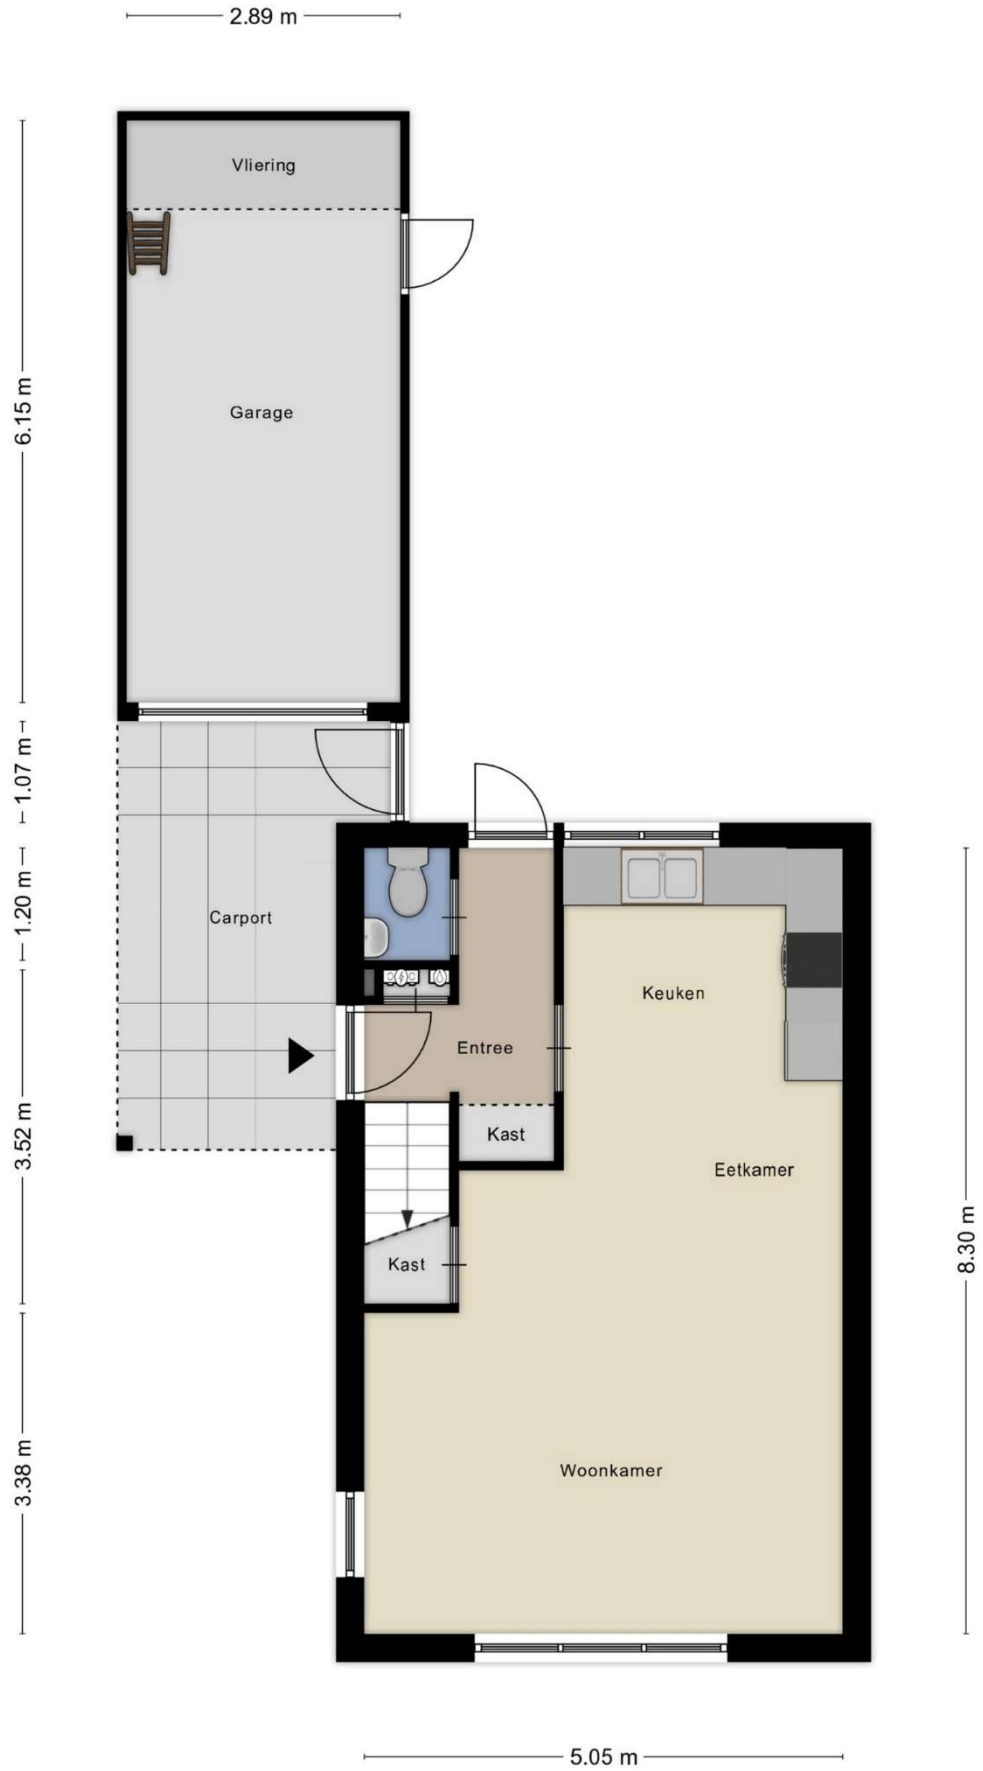 2.89 m
Vliering
6.15 m
Garage
1.07 m
1.20 m
Carport
Keuken
Entree
3.52 m
Kast
Eetkamer
8.30 m
Kast
3.38 m
Woonkamer
5.05 m